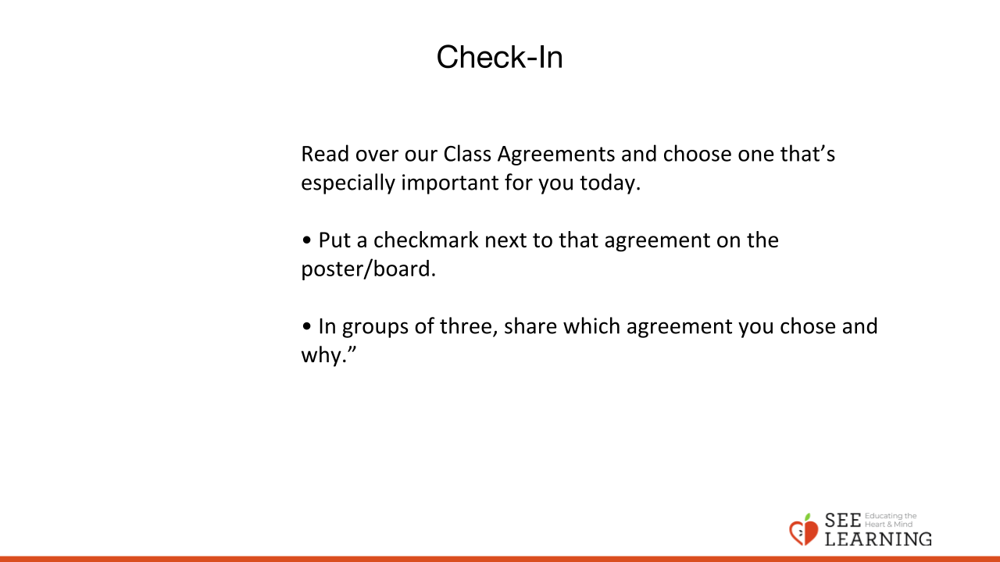 Check-In
Read over our Class Agreements and choose one that’s
especially important for you today.
• Put a checkmark next to that agreement on the
poster/board.
• In groups of three, share which agreement you chose and
why.”
SEE Educating the
Heart & Mind
LEARNING